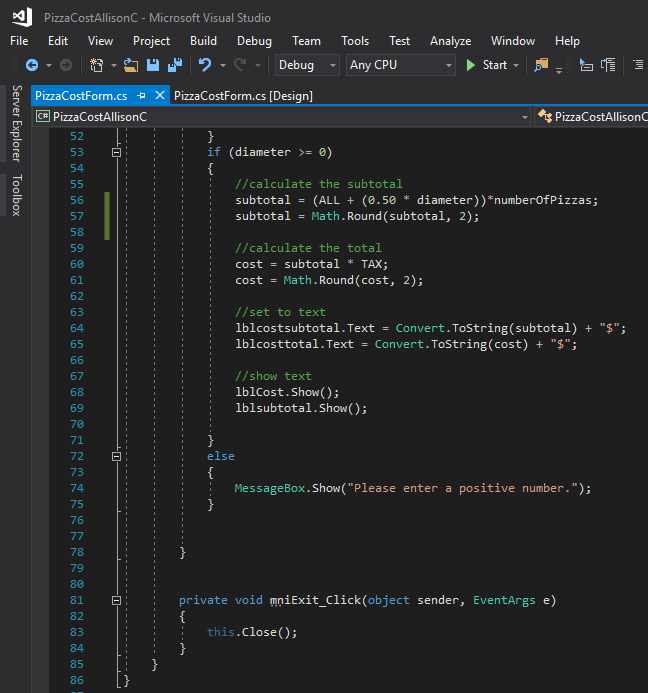 PizzaCostAllisonC - Microsoft Visual Studio
File Edit View Project Build Debug Team Tools Test Analyze Window Help
Debug Any CPU Start
Server Explorer
Toolbox
PizzaCostForm.cs PizzaCostForm.cs [Design]
C# PizzaCostAllisonC PizzaCostAllisonC
52 }
53 if (diameter >= 0)
54 {
55 //calculate the subtotal
56 subtotal = (ALL + (0.50 * diameter))*numberOfPizzas;
57 subtotal = Math.Round(subtotal, 2);
58
59 //calculate the total
60 cost = subtotal * TAX;
61 cost = Math.Round(cost, 2);
62
63 //set to text
64 lblcostsubtotal.Text = Convert.ToString(subtotal) + "$";
65 lblcosttotal.Text = Convert.ToString(cost) + "$";
66
67 //show text
68 lblCost.Show();
69 lblsubtotal.Show();
70
71 }
72 else
73 {
74 MessageBox.Show("Please enter a positive number.");
75 }
76
77
78 }
79
80
81 private void mniExit_Click(object sender, EventArgs e)
82 {
83 this.Close();
84 }
85 }
86 }